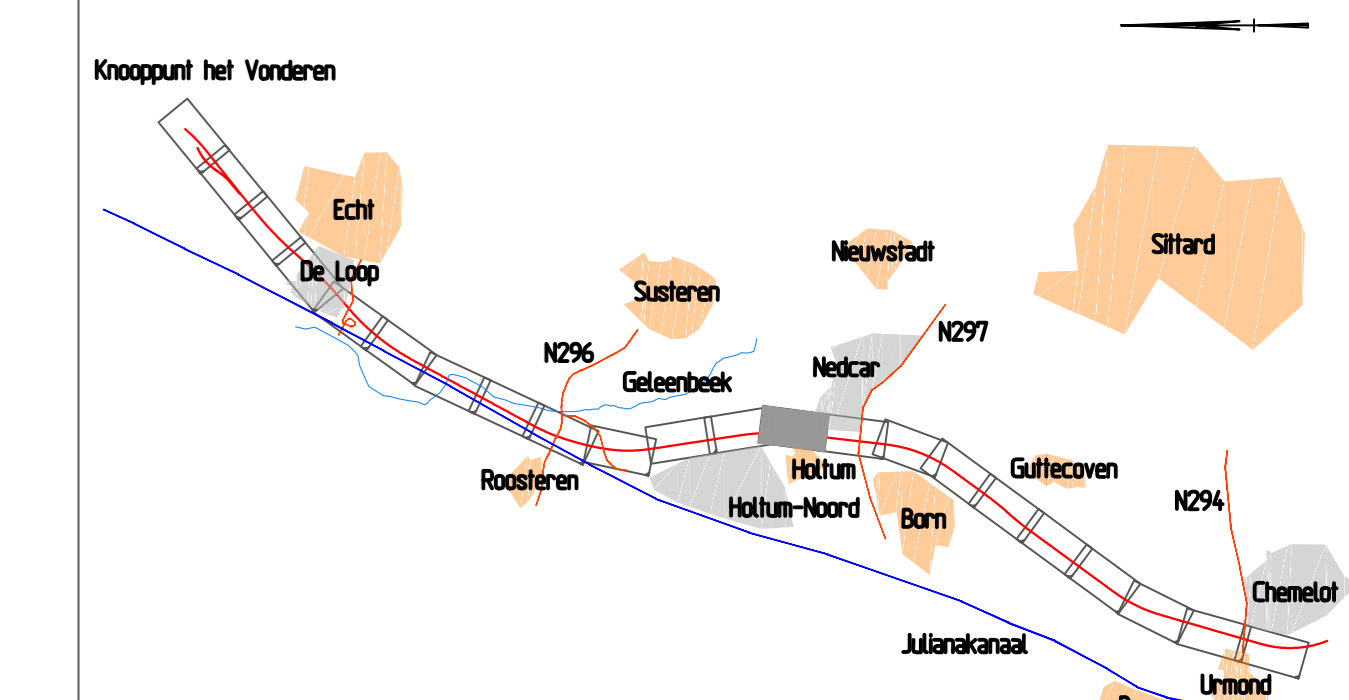 Knooppunt het Vonderen
Echt
De Loop
Susteren
Nieuwstadt
Sittard
N296
N297
Geleenbeek
Nedcar
Roosteren
Holtum
Guttecoven
Holtum-Noord
Born
N294
Chemelot
Julianakanaal
Urmond